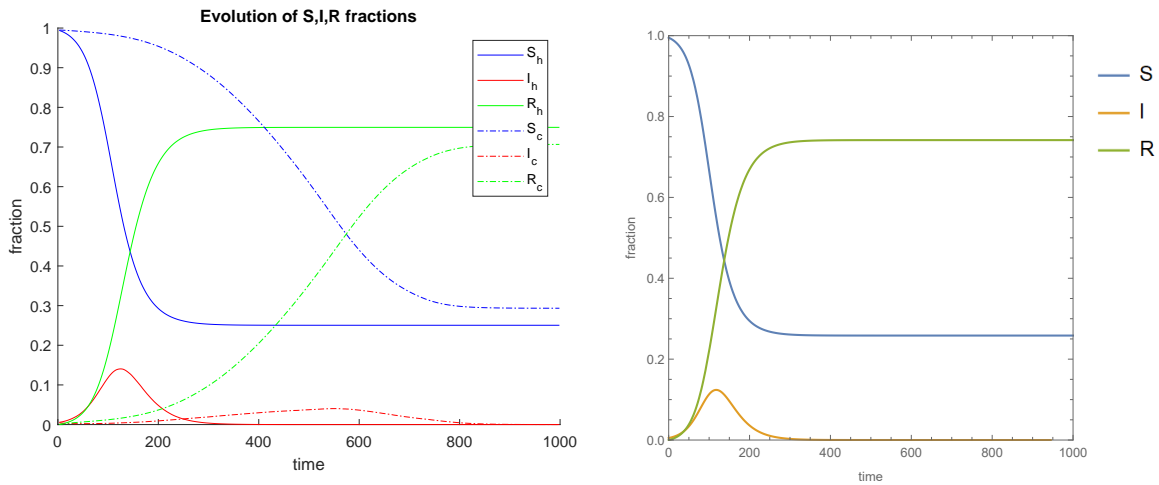 Evolution of S,I,R fractions
1
0.9
0.8
0.7
0.6
0.5
0.4
0.3
0.2
0.1
0
fraction
0 200 400 600 800 1000
time
S_h
I_h
R_h
S_c
I_c
R_c
1.0
0.8
0.6
0.4
0.2
0.0
fraction
0 200 400 600 800 1000
time
S
I
R